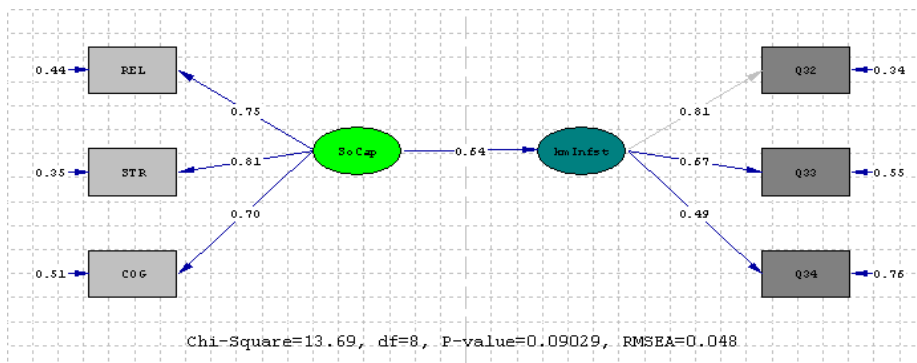 REL
Q32
0.44
0.34
0.75
0.81
SoCap
kmInfst
STR
Q33
0.35
0.81
0.64
0.67
0.55
0.70
0.49
COG
Q34
0.51
0.76
Chi-Square=13.69, df=8, P-value=0.09029, RMSEA=0.048